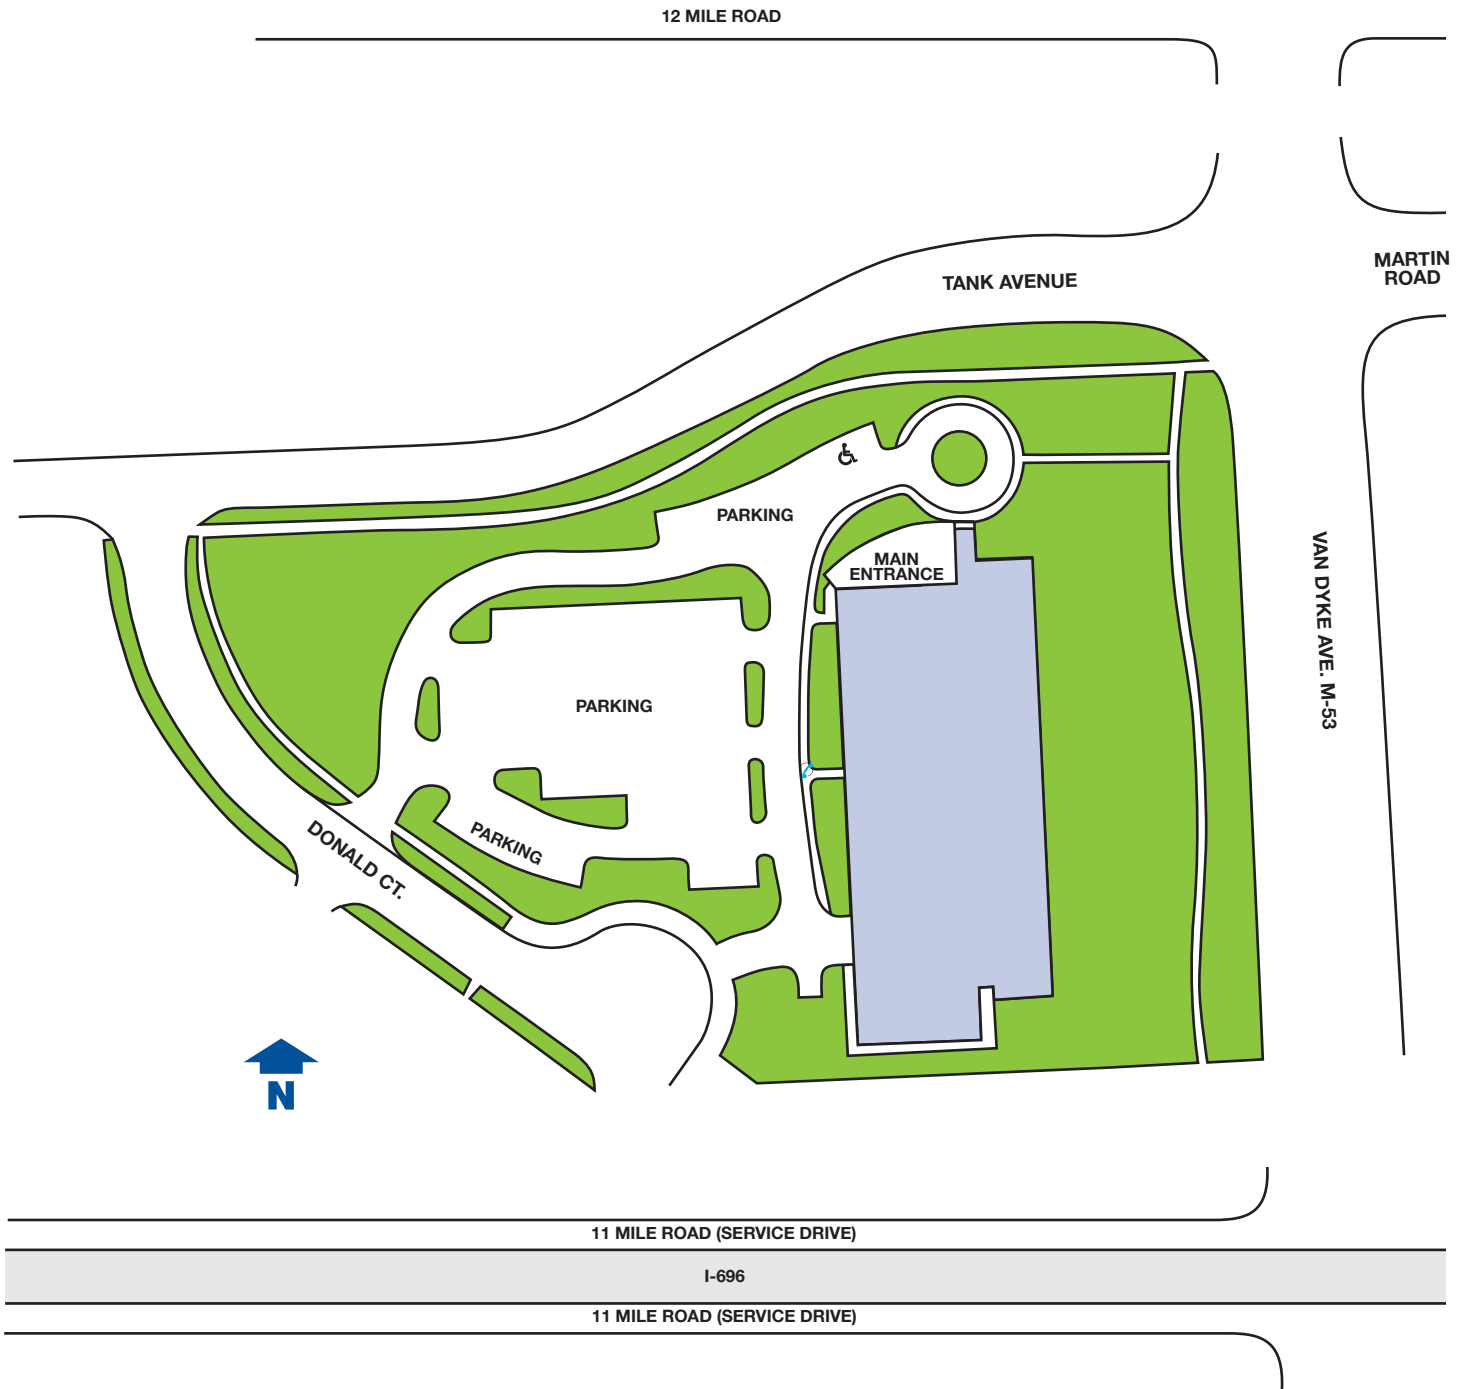 12 MILE ROAD
TANK AVENUE
MARTIN
ROAD
PARKING
MAIN
ENTRANCE
VAN DYKE AVE. M-53
PARKING
PARKING
DONALD CT.
N
11 MILE ROAD (SERVICE DRIVE)
I-696
11 MILE ROAD (SERVICE DRIVE)